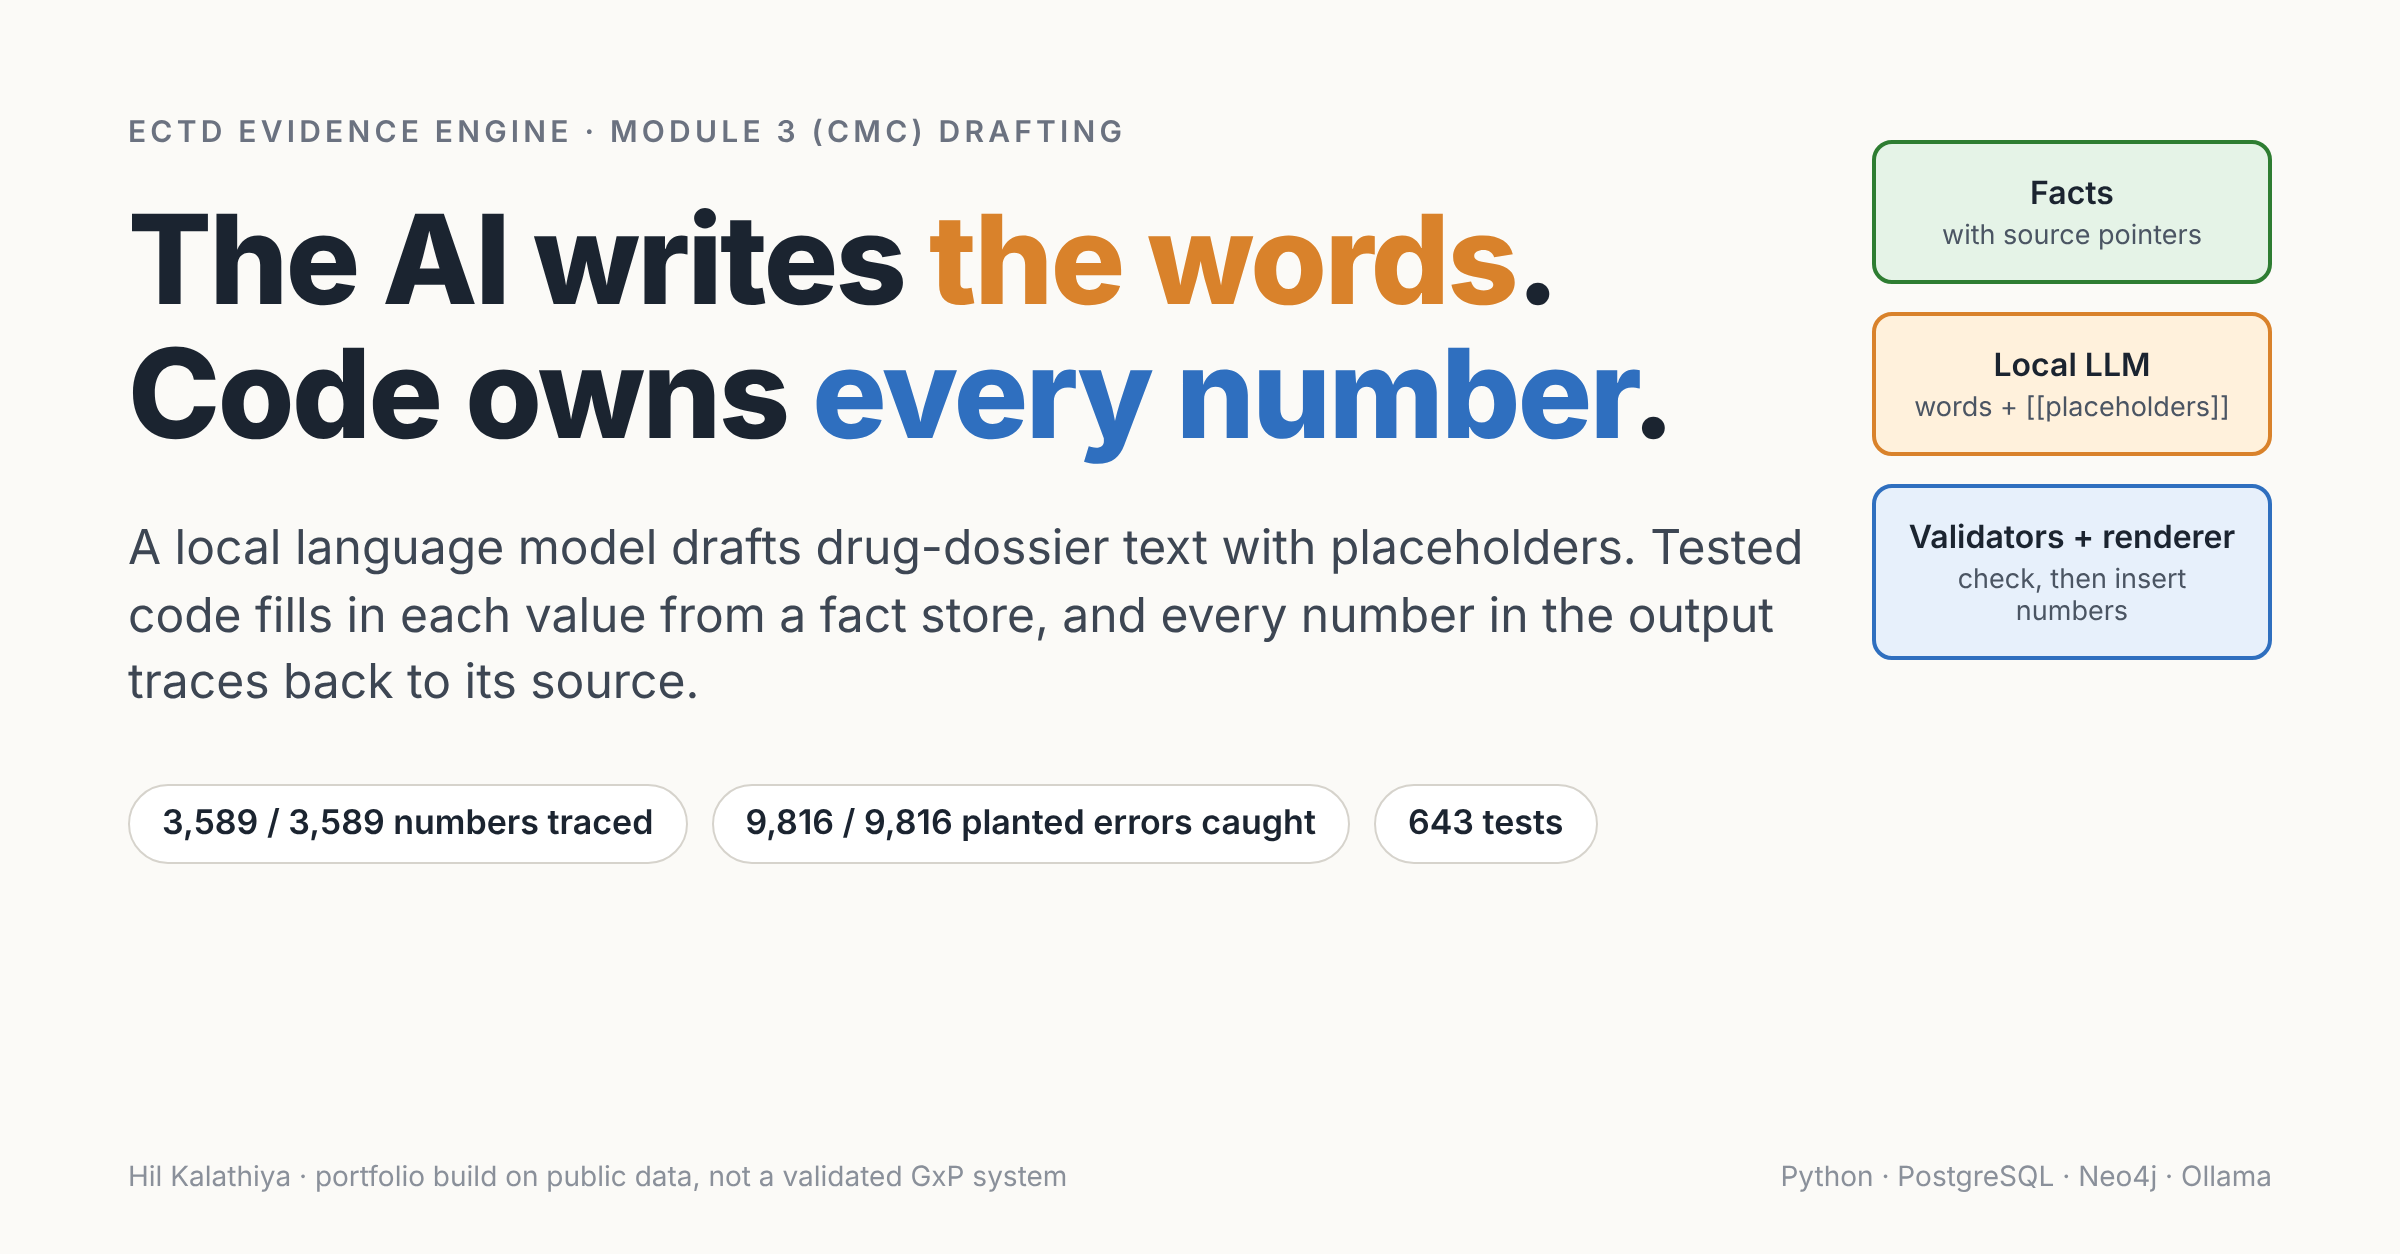 ECTD EVIDENCE ENGINE · MODULE 3 (CMC) DRAFTING
The AI writes the words.
Code owns every number.
A local language model drafts drug-dossier text with placeholders. Tested
code fills in each value from a fact store, and every number in the output
traces back to its source.
3,589 / 3,589 numbers traced
9,816 / 9,816 planted errors caught
643 tests
Facts
with source pointers
Local LLM
words + [[placeholders]]
Validators + renderer
check, then insert
numbers
Hil Kalathiya · portfolio build on public data, not a validated GxP system
Python · PostgreSQL · Neo4j · Ollama